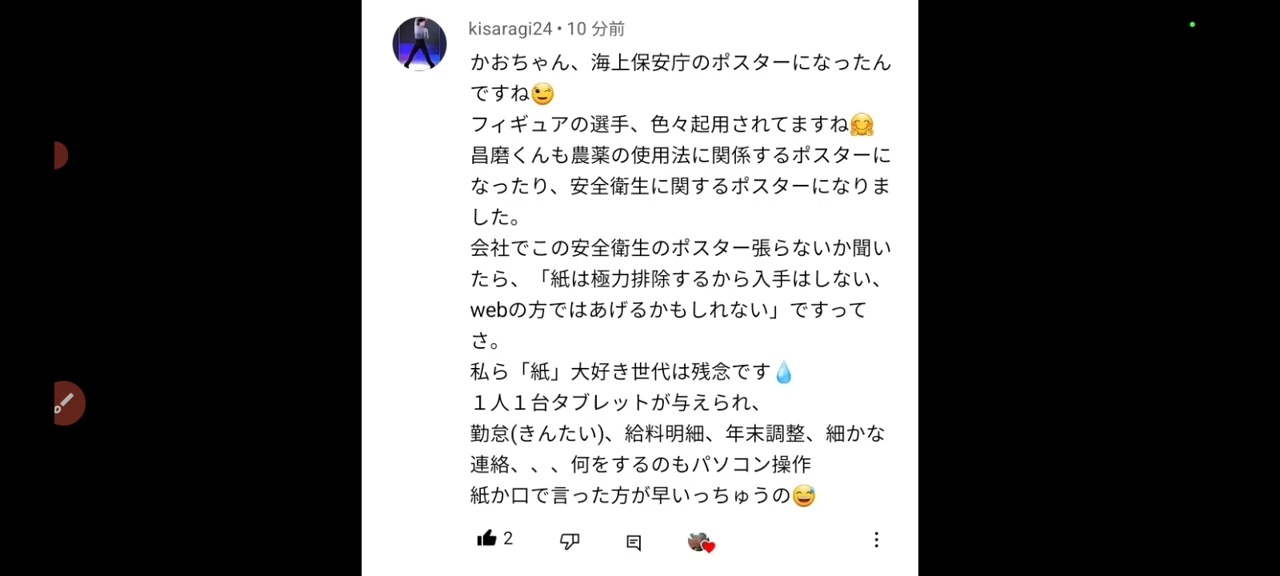 kisaragi24 • 10 分前
かおちゃん、海上保安庁のポスターになったん
ですね😉
フィギュアの選手、色々起用されてますね🤗
昌磨くんも農薬の使用法に関係するポスターに
なったり、安全衛生に関するポスターになりま
した。
会社でこの安全衛生のポスター張らないか聞い
たら、「紙は極力排除するから入手はしない、
webの方ではあげるかもしれない」ですって
さ。
私ら「紙」大好き世代は残念です💧
１人１台タブレットが与えられ、
勤怠(きんたい)、給料明細、年末調整、細かな
連絡、、、何をするのもパソコン操作
紙か口で言った方が早いっちゅうの😅
2